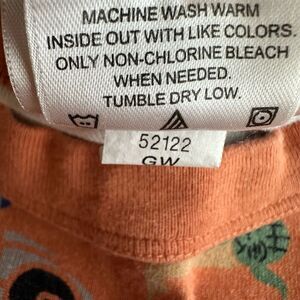 MACHINE WASH WARM
INSIDE OUT WITH LIKE COLORS.
ONLY NON-CHLORINE BLEACH
WHEN NEEDED.
TUMBLE DRY LOW.
52122
GW